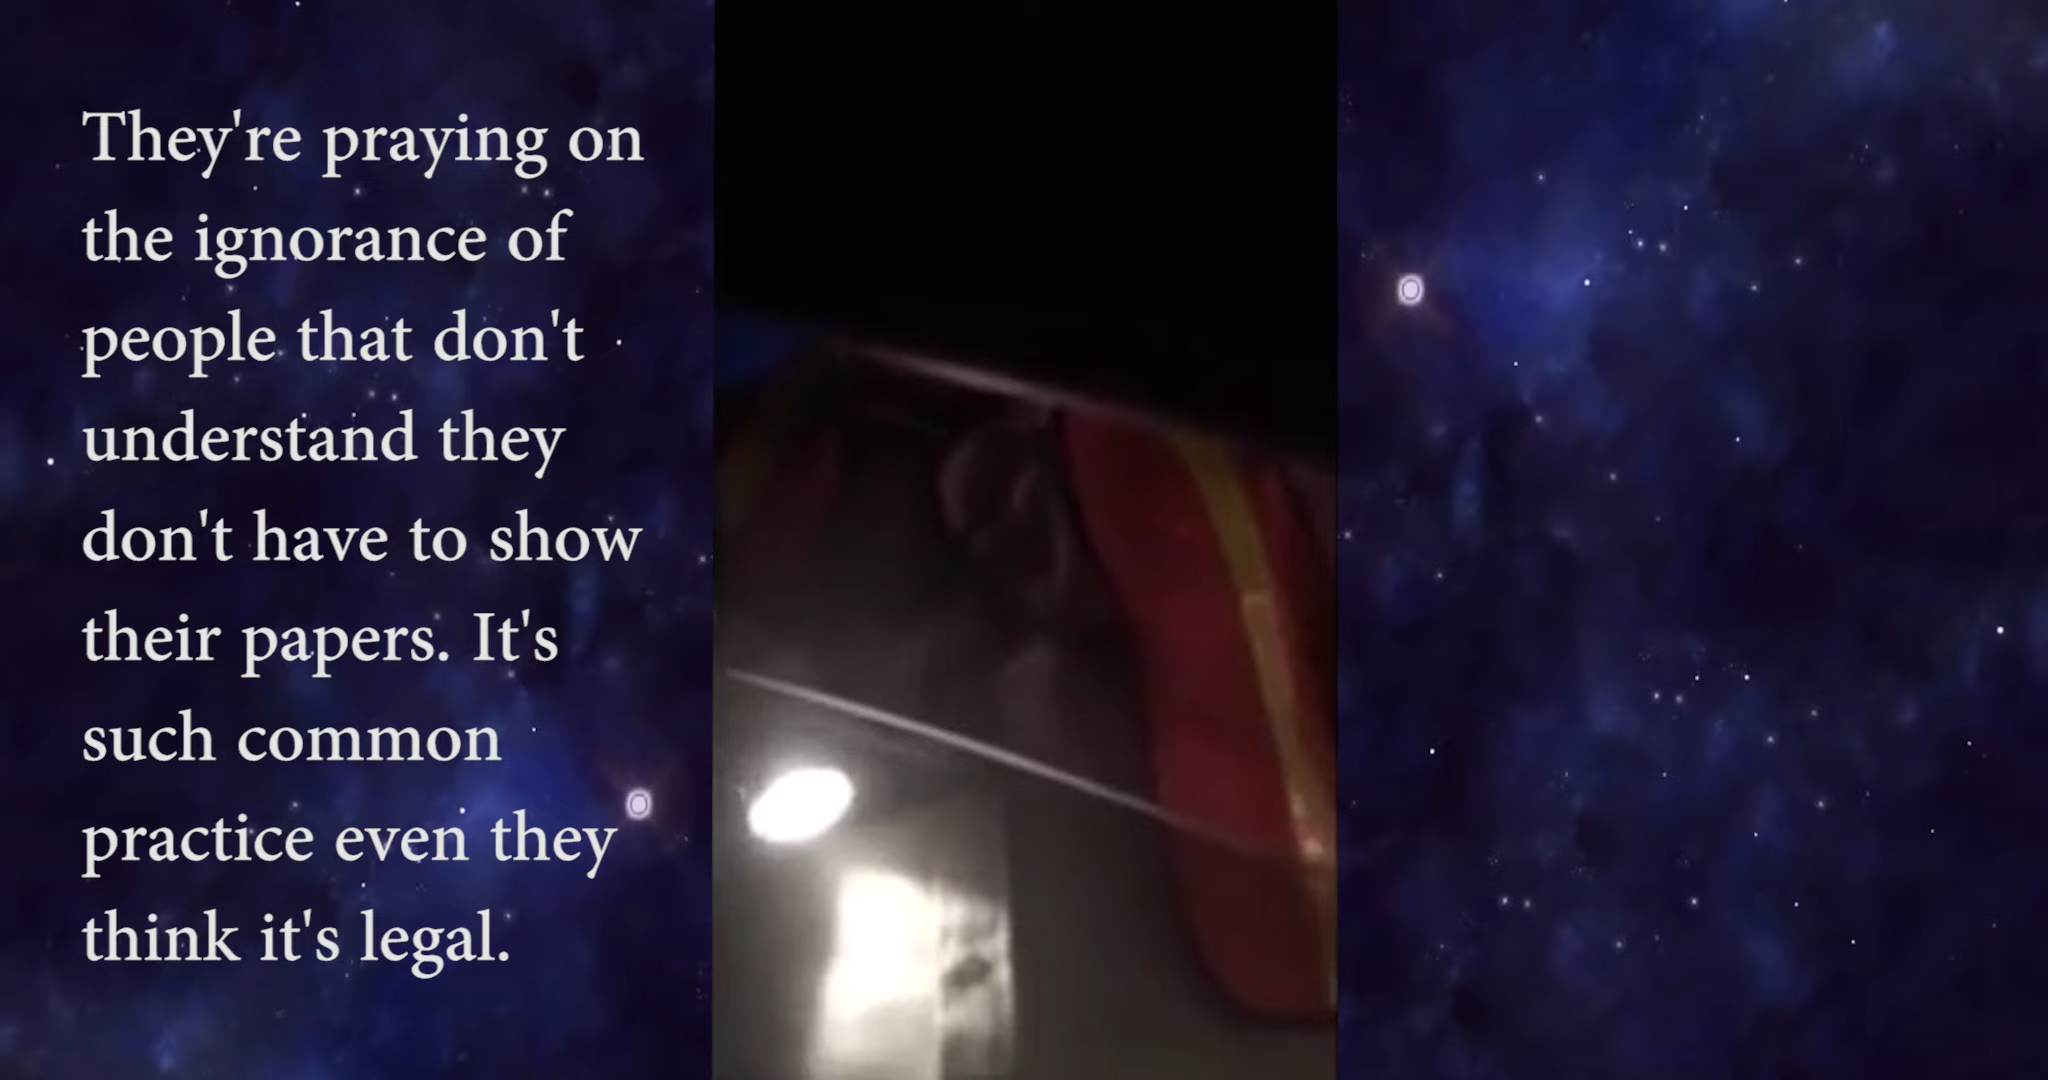 They're praying on
the ignorance of
people that don't
understand they
don't have to show
their papers. It's
such common
practice even they
think it's legal.